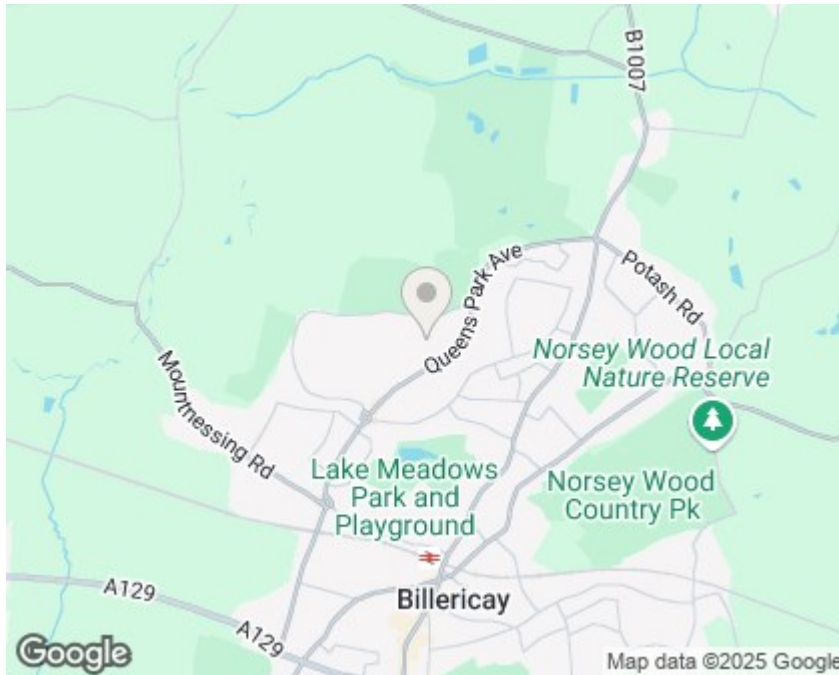 B1007
Queens Park Ave
Potash Rd
Norsey Wood Local
Nature Reserve
Mountnessing Rd
Lake Meadows
Park and
Playground
Norsey Wood
Country Pk
A129
A129
Billericay
Google
Map data ©2025 Google